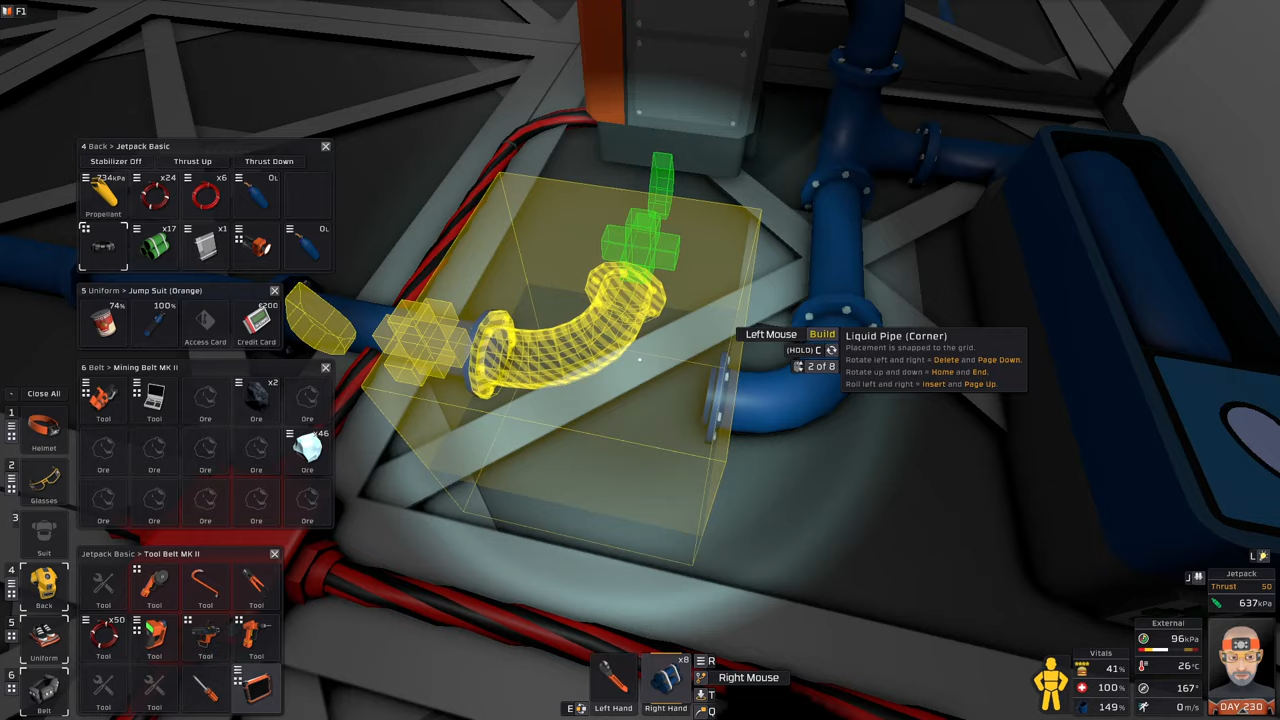 F1
4 Back > Jetpack Basic
Stabilizer Off Thrust Up Thrust Down
734kPa x24 x6 0L
Propellant
x17 x1 0L
5 Uniform > Jump Suit (Orange)
74% 100% €200
Access Card Credit Card
6 Belt > Mining Belt MK II
x2
Tool Tool Ore Ore Ore
x46
Ore Ore Ore Ore Ore
Ore Ore Ore Ore Ore
Jetpack Basic > Tool Belt MK II
Tool Tool Tool Tool
x50
Tool Tool Tool Tool
Tool Tool Tool Tool
- Close All
1
Helmet
2
Glasses
3
Suit
4
Back
5
Uniform
6
Belt
Left Mouse Build Liquid Pipe (Corner)
Placement is snapped to the grid.
(HOLD) C
Rotate left and right = Delete and Page Down.
2 of 8
Rotate up and down = Home and End.
Roll left and right = Insert and Page Up.
x8
R
Right Mouse
T
E Left Hand Right Hand Q
L
J Jetpack
Thrust 50
637kPa
External
96kPa
26°C
167°
0m/s
Vitals
41%
100%
149%
DAY 230